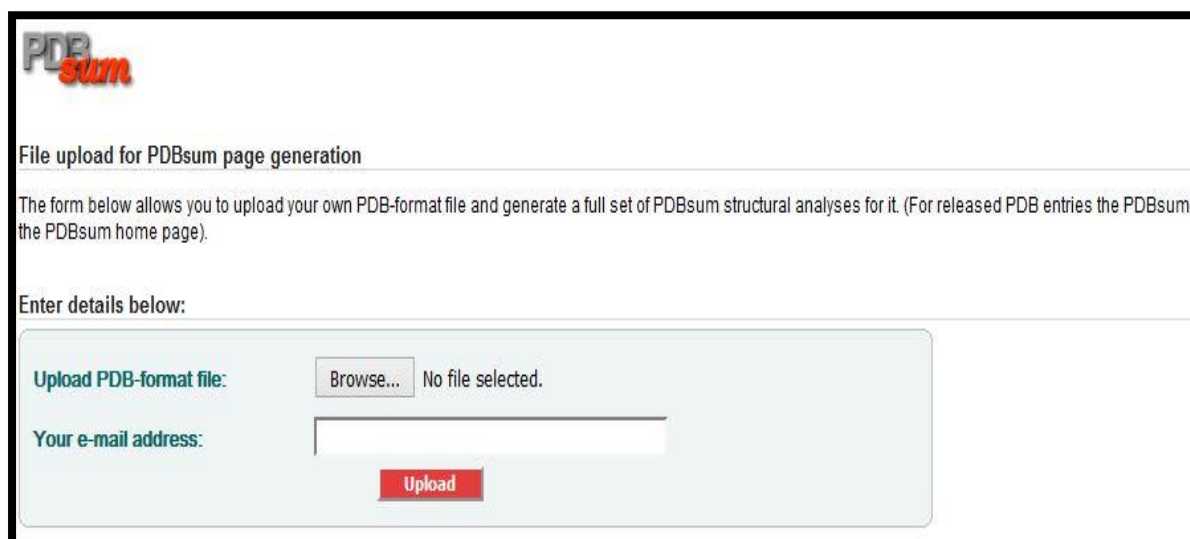 PDBsum
File upload for PDBsum page generation
The form below allows you to upload your own PDB-format file and generate a full set of PDBsum structural analyses for it. (For released PDB entries the PDBsum
the PDBsum home page).
Enter details below:
Upload PDB-format file: Browse... No file selected.
Your e-mail address:
Upload